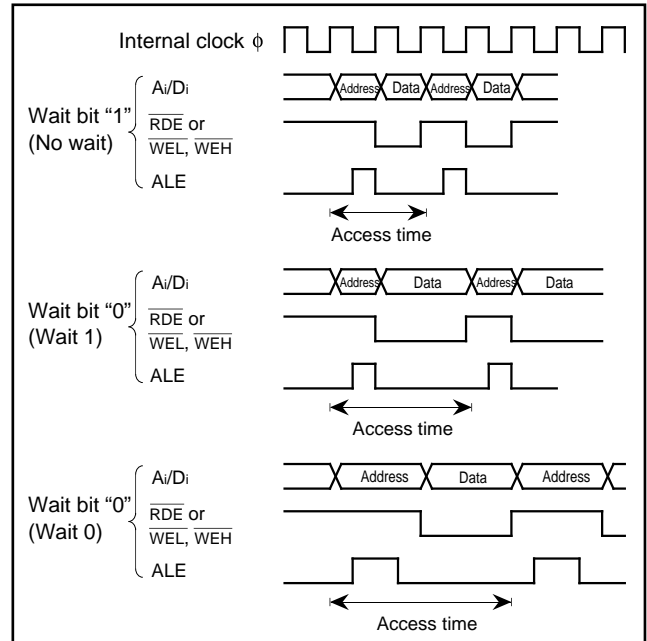 Internal clock ϕ
Ai/Di
Address Data Address Data
Wait bit “1”
(No wait)
RDE or
WEL, WEH
ALE
Access time
Ai/Di
Address Data Address Data
Wait bit “0”
(Wait 1)
RDE or
WEL, WEH
ALE
Access time
Ai/Di
Address Data Address
Wait bit “0”
(Wait 0)
RDE or
WEL, WEH
ALE
Access time